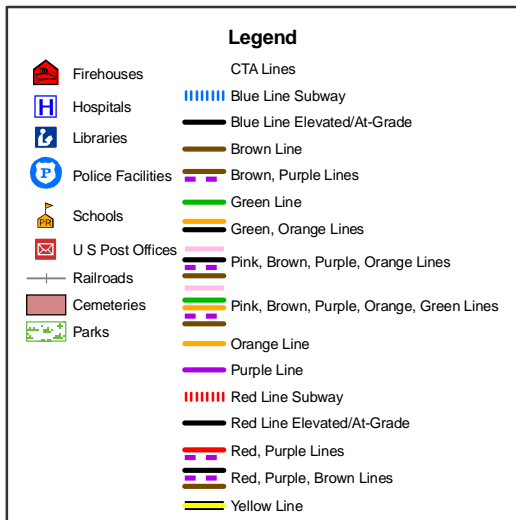 Legend
Firehouses
Hospitals
Libraries
Police Facilities
Schools
U S Post Offices
Railroads
Cemeteries
Parks
H
P
PR
CTA Lines
Blue Line Subway
Blue Line Elevated/At-Grade
Brown Line
Brown, Purple Lines
Green Line
Green, Orange Lines
Pink, Brown, Purple, Orange Lines
Pink, Brown, Purple, Orange, Green Lines
Orange Line
Purple Line
Red Line Subway
Red Line Elevated/At-Grade
Red, Purple Lines
Red, Purple, Brown Lines
Yellow Line